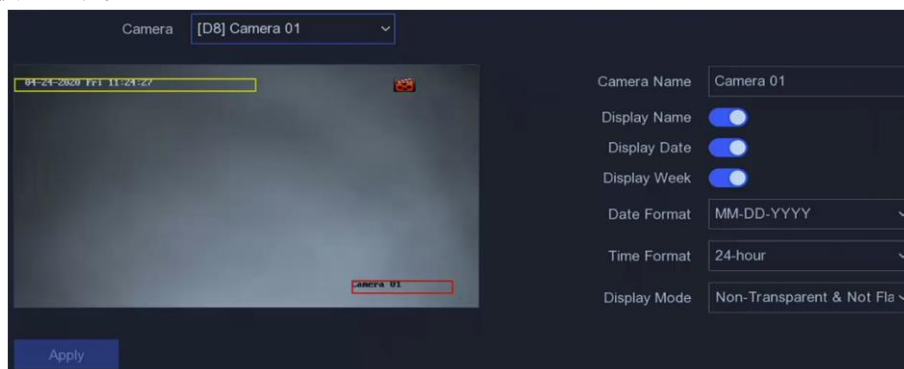 Camera
[D8] Camera 01
04-24-2020 Fri 11:24:27
Camera 01
Camera Name
Camera 01
Display Name
Display Date
Display Week
Date Format
MM-DD-YYYY
Time Format
24-hour
Display Mode
Non-Transparent & Not Fla
Apply